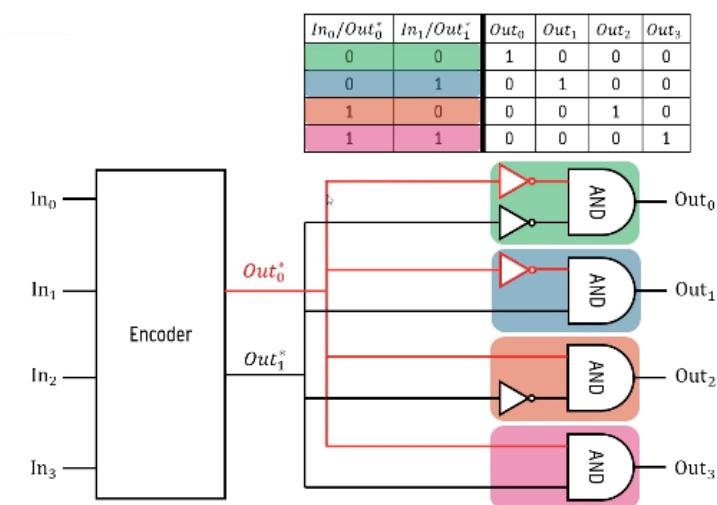 In₀/Out₀* In₁/Out₁* Out₀ Out₁ Out₂ Out₃
0 0 1 0 0 0
0 1 0 1 0 0
1 0 0 0 1 0
1 1 0 0 0 1
In₀
In₁
In₂
In₃
Encoder
Out₀*
Out₁*
AND
Out₀
AND
Out₁
AND
Out₂
AND
Out₃